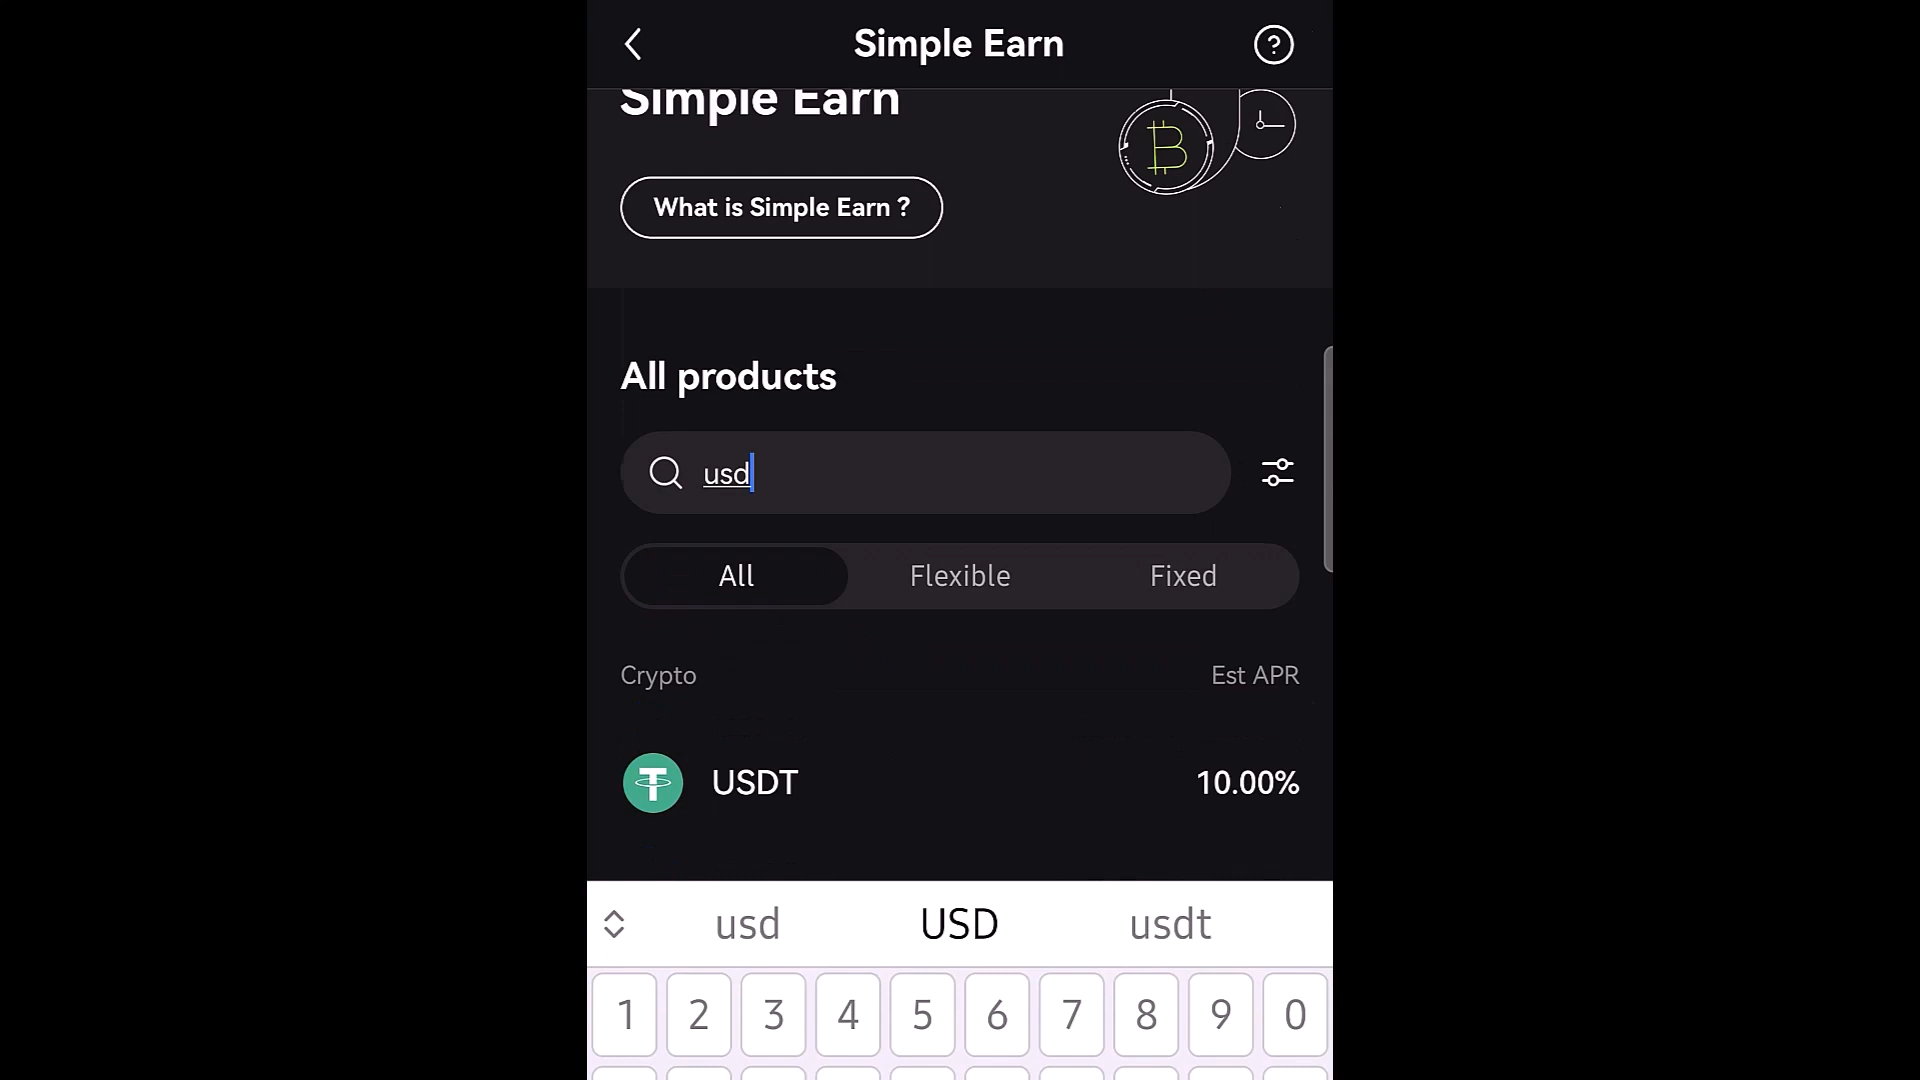 Simple Earn
?
Simple Earn
What is Simple Earn ?
All products
usd
All Flexible Fixed
Crypto Est APR
USDT 10.00%
usd USD usdt
1 2 3 4 5 6 7 8 9 0